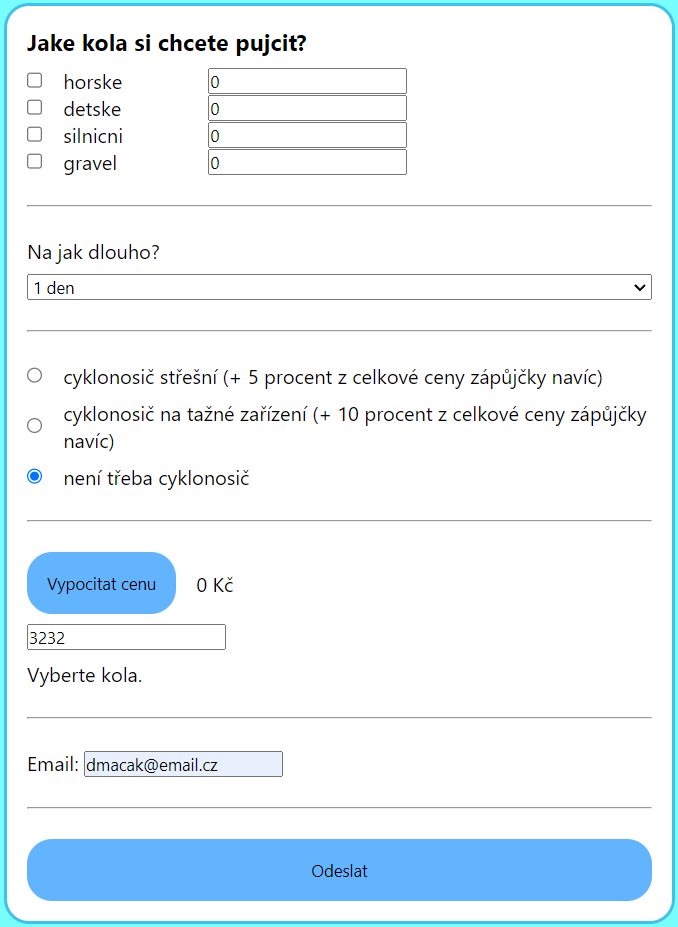 Jake kola si chcete pujcit?
horske 0
detske 0
silnicni 0
gravel 0
Na jak dlouho?
1 den
cyklonosič střešní (+ 5 procent z celkové ceny zápůjčky navíc)
cyklonosič na tažné zařízení (+ 10 procent z celkové ceny zápůjčky
navíc)
není třeba cyklonosič
Vypocitat cenu 0 Kč
3232
Vyberte kola.
Email: dmacak@email.cz
Odeslat